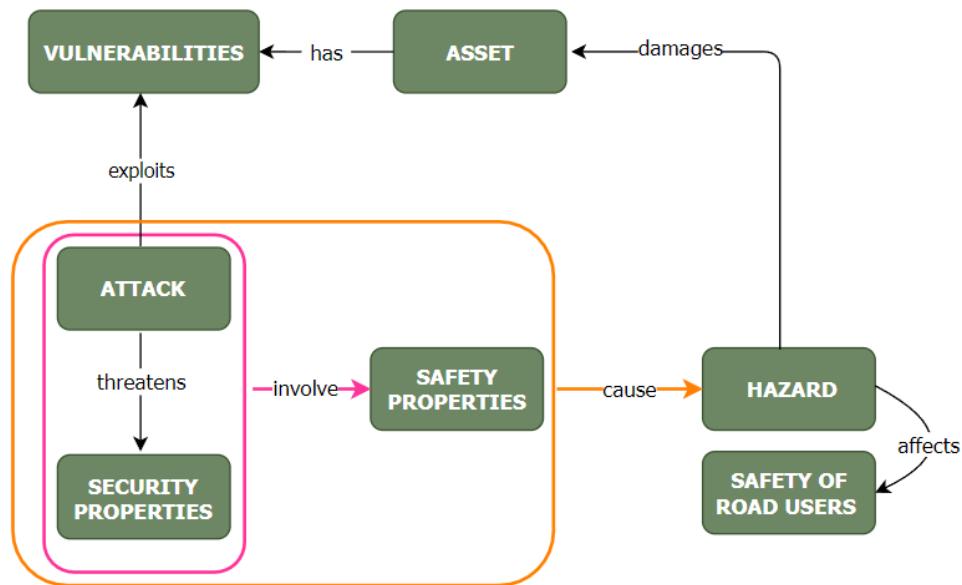 VULNERABILITIES
has
ASSET
damages
exploits
ATTACK
threatens
involve
SAFETY
PROPERTIES
cause
HAZARD
affects
SECURITY
PROPERTIES
SAFETY OF
ROAD USERS